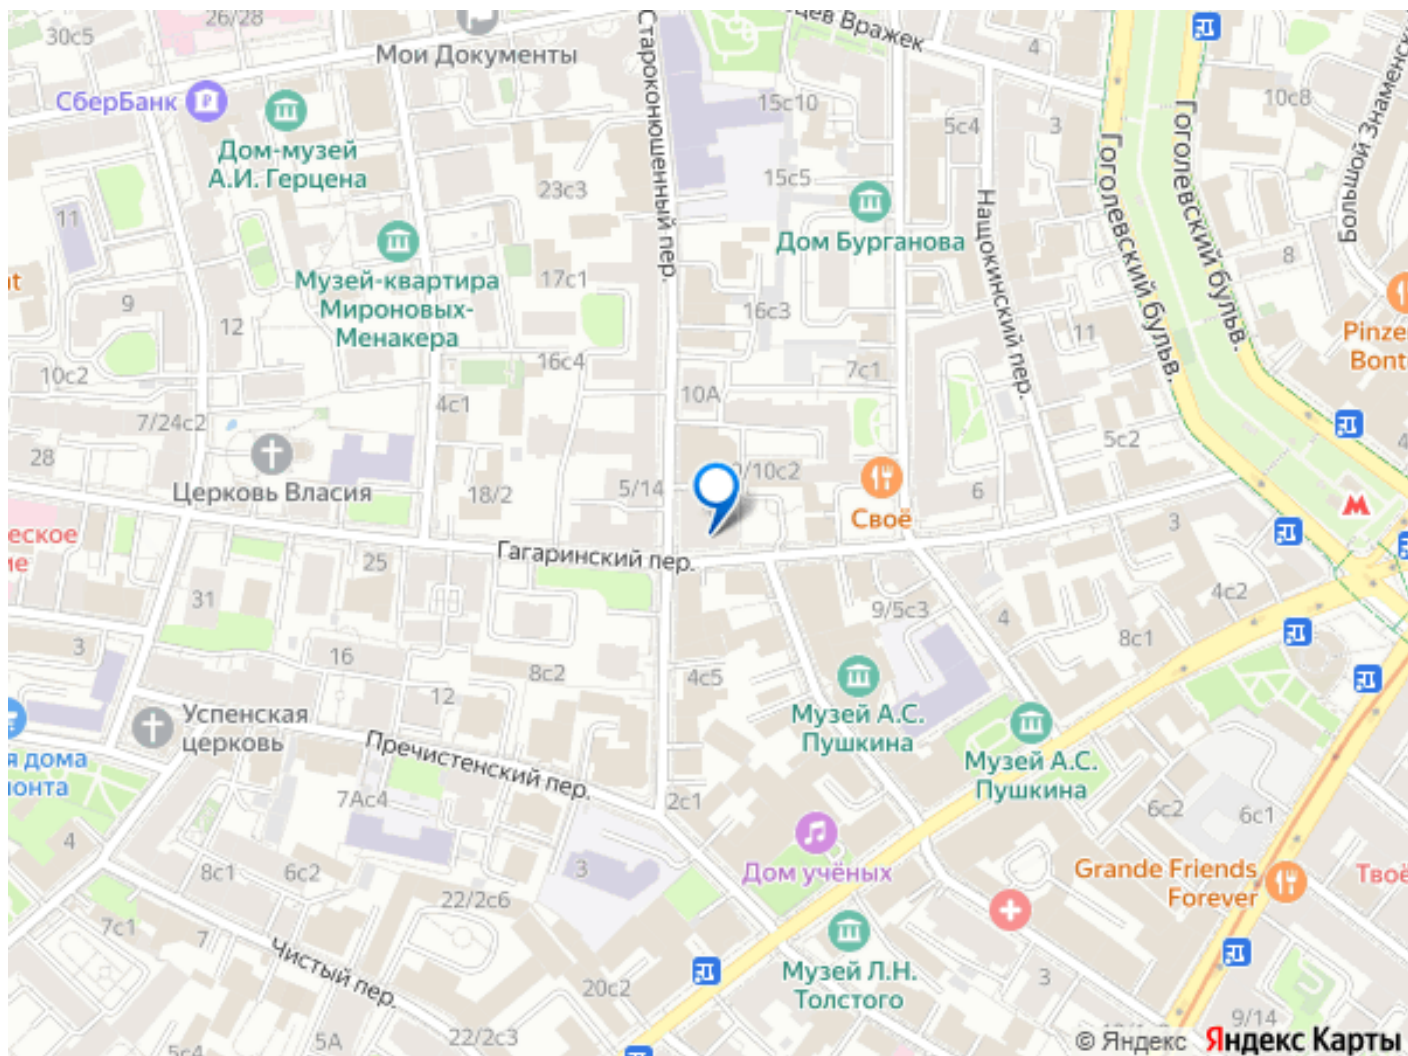 26/28
30с5
Мои Документы
Староконюшенный пер.
цев Вражек
4
СберБанк
15с10
10с8
5с4
3
Большой Знаменск
Дом-музей
А.И. Герцена
Гоголевский бульв.
Гоголевский бульв.
23с3
15с5
11
Нащокинский пер.
Дом Бурганова
8
Музей-квартира
Мироновых-
Менакера
17с1
9
12
16с3
11
Pinze
Bont
16с4
10с2
7с1
10А
4с1
7/24с2
5с2
28
Церковь Власия
18/2
5/14
0/10с2
6
Своё
3
еское
ие
25
Гагаринский пер.
31
9/5с3
4
4с2
3
8с1
16
8с2
4с5
12
Успенская
церковь
Музей А.С.
Пушкина
Пречистенский пер.
Музей А.С.
Пушкина
я дома
онта
7Ас4
2с1
6с2
6с1
4
8с1
6с2
3
Дом учёных
Grande Friends
Forever
Твоё
22/2с6
7с1
7
Чистый пер.
Музей Л.Н.
Толстого
3
20с2
9/14
5А
22/2с3
5с4
© Яндекс Яндекс Карты